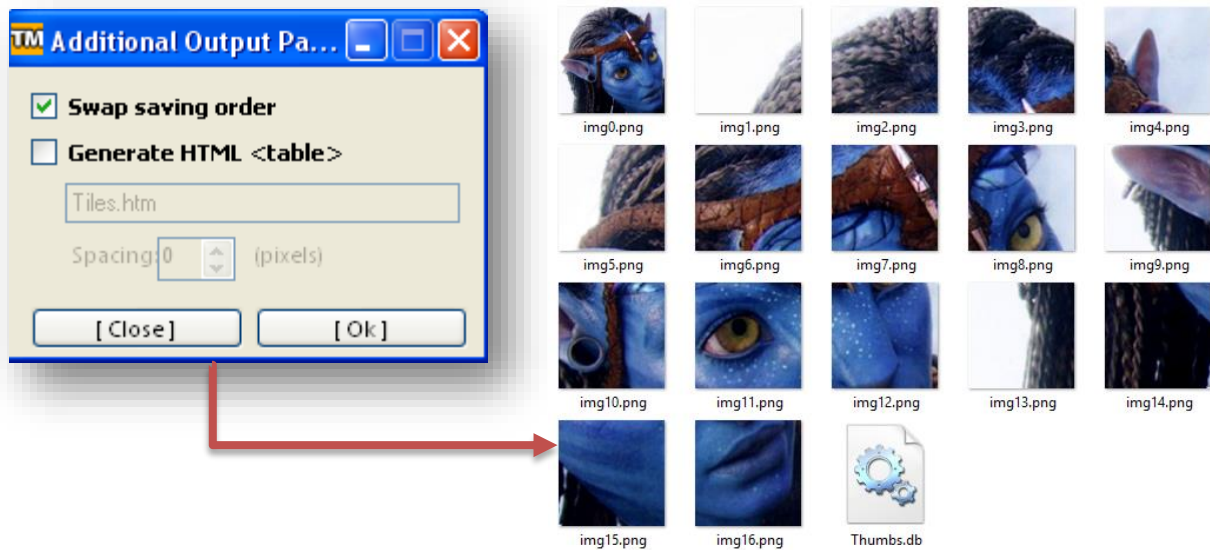 TM Additional Output Pa...
Swap saving order
Generate HTML <table>
Tiles.htm
Spacing: 0 (pixels)
[ Close ] [ Ok ]
img0.png img1.png img2.png img3.png img4.png
img5.png img6.png img7.png img8.png img9.png
img10.png img11.png img12.png img13.png img14.png
img15.png img16.png Thumbs.db